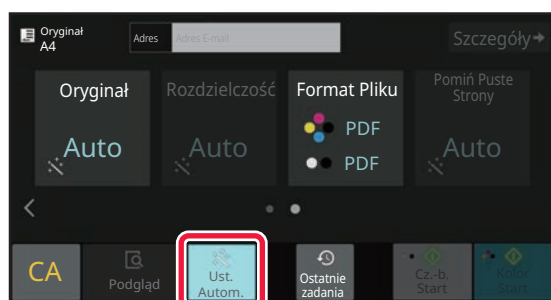 Oryginał
A4
Adres
Adres E-mail
Szczegóły
Oryginał
Auto
Rozdzielczość
Auto
Format Pliku
PDF
PDF
Pomiń Puste
Strony
Auto
CA
Podgląd
Ust.
Autom.
Ostatnie
zadania
Cz.-b.
Start
Kolor
Start